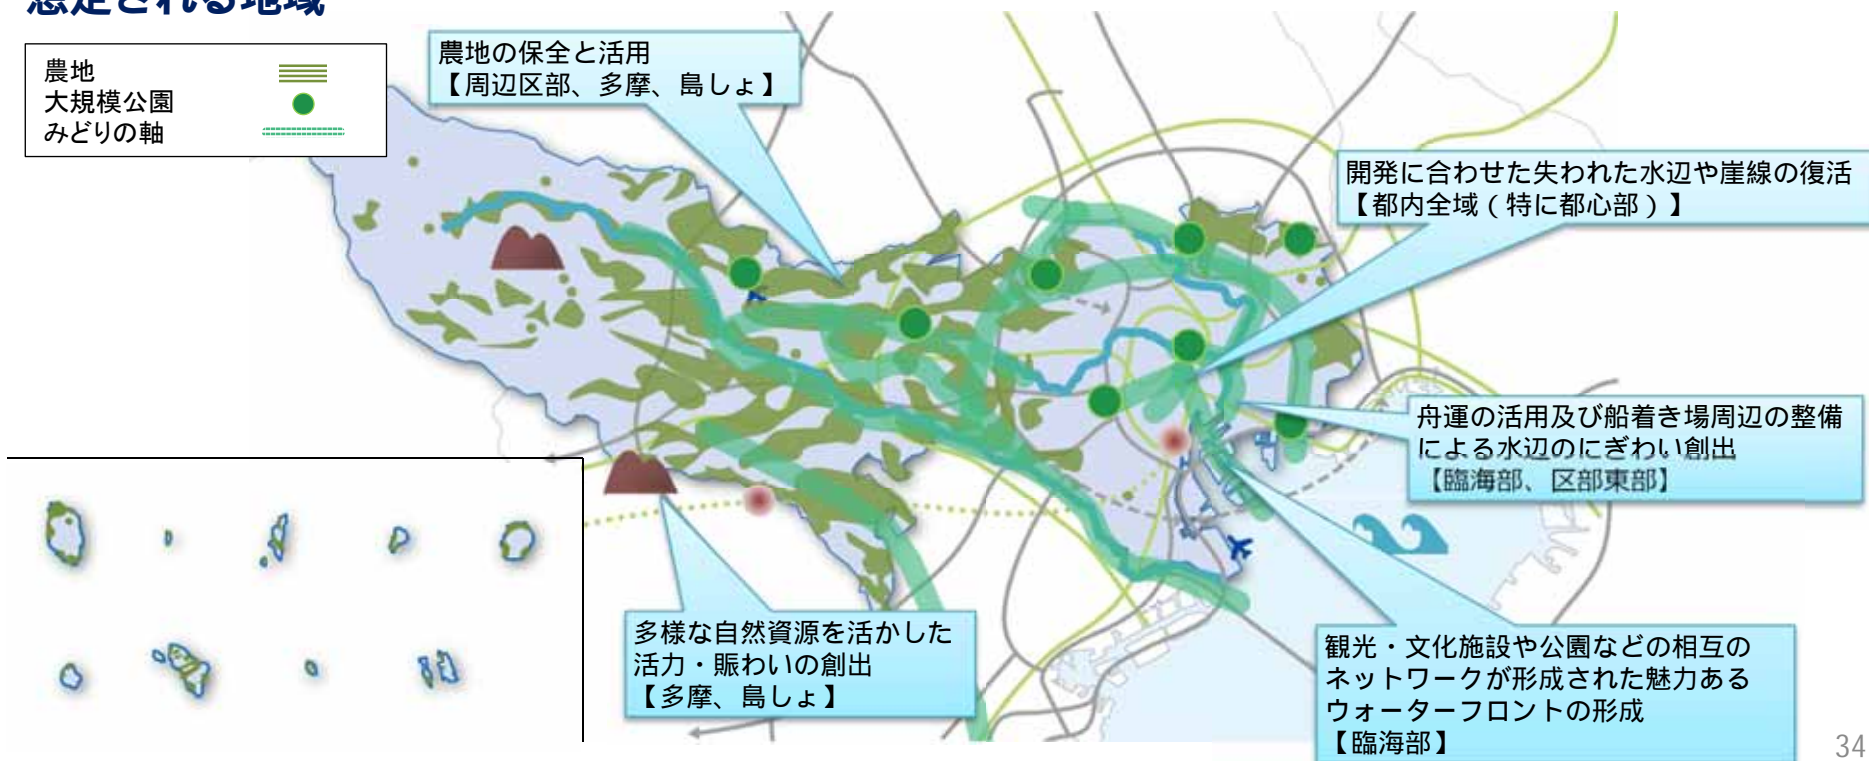 想定される地域
農地
大規模公園
みどりの軸
農地の保全と活用
【周辺区部、多摩、島しょ】
開発に合わせた失われた水辺や崖線の復活
【都内全域（特に都心部）】
舟運の活用及び船着き場周辺の整備
による水辺のにぎわい創出
【臨海部、区部東部】
多様な自然資源を活かした
活力・賑わいの創出
【多摩、島しょ】
観光・文化施設や公園などの相互の
ネットワークが形成された魅力ある
ウォーターフロントの形成
【臨海部】
34